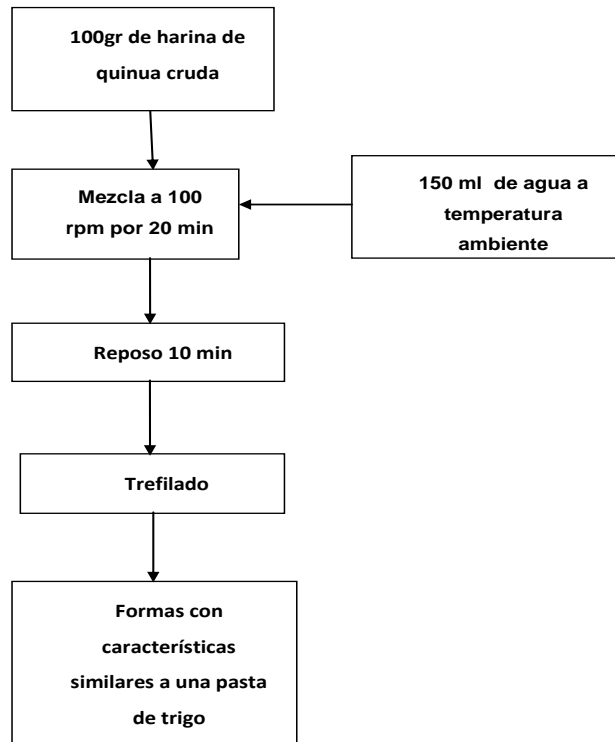 100gr de harina de
quinua cruda
Mezcla a 100
rpm por 20 min
150 ml de agua a
temperatura
ambiente
Reposo 10 min
Trefilado
Formas con
características
similares a una pasta
de trigo